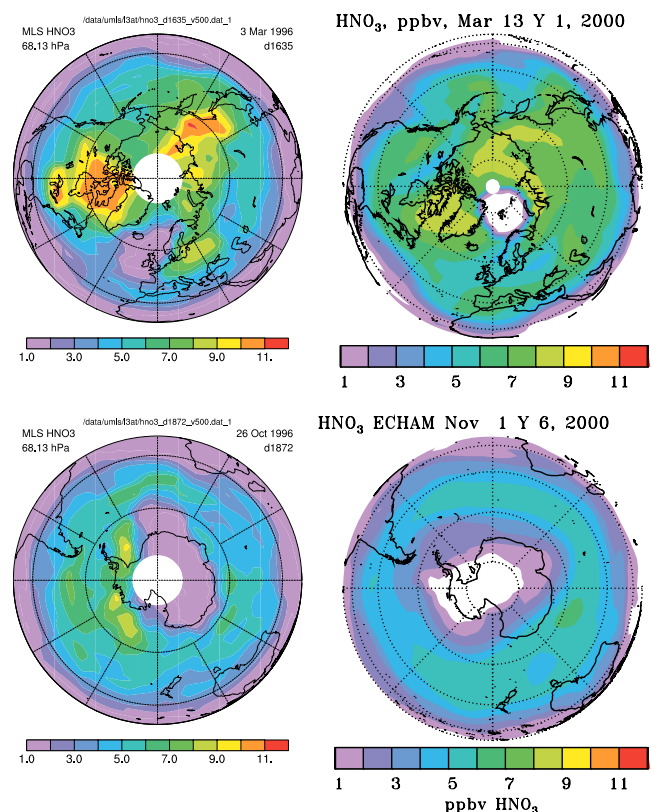 /data/umls/l3at/hno3_d1635_v500.dat_1
MLS HNO3
3 Mar 1996
68.13 hPa
d1635
HNO3, ppbv, Mar 13 Y 1, 2000
1.0 3.0 5.0 7.0 9.0 11.
1 3 5 7 9 11
/data/umls/l3at/hno3_d1872_v500.dat_1
MLS HNO3
26 Oct 1996
68.13 hPa
d1872
HNO3 ECHAM Nov 1 Y 6, 2000
1.0 3.0 5.0 7.0 9.0 11.
1 3 5 7 9 11
ppbv HNO3